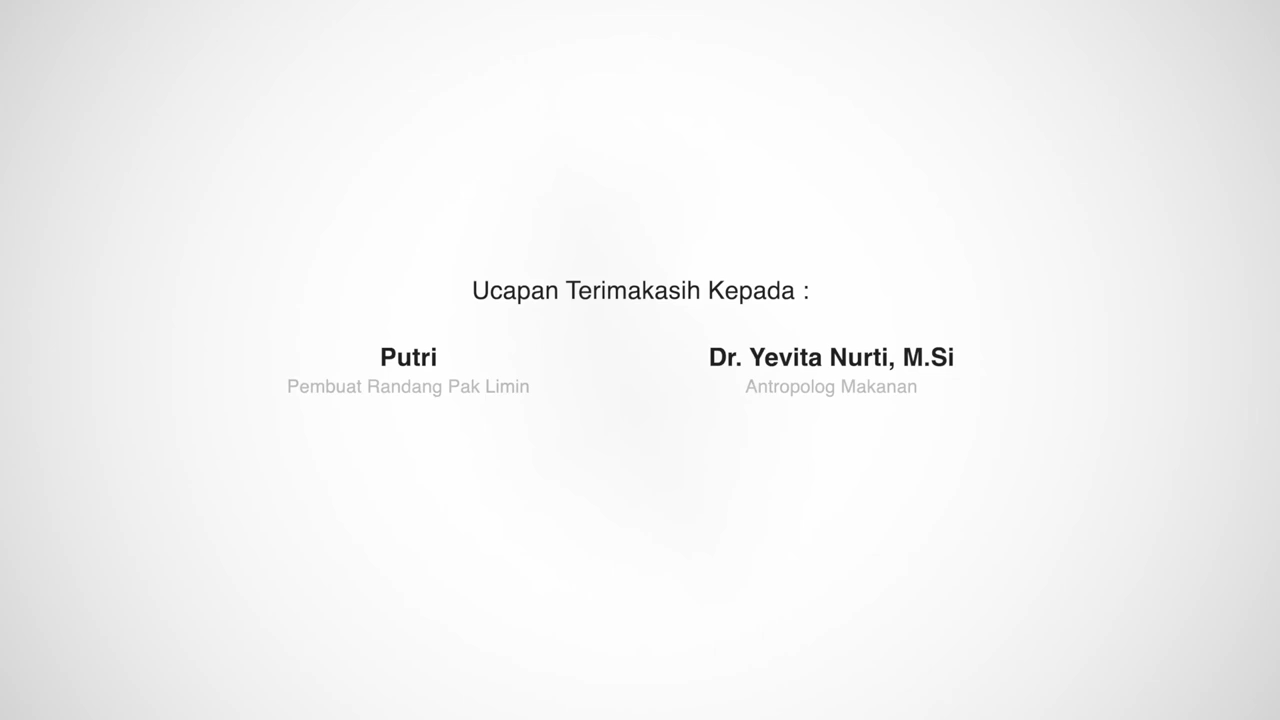 Ucapan Terimakasih Kepada :
Putri
Pembuat Randang Pak Limin
Dr. Yevita Nurti, M.Si
Antropolog Makanan